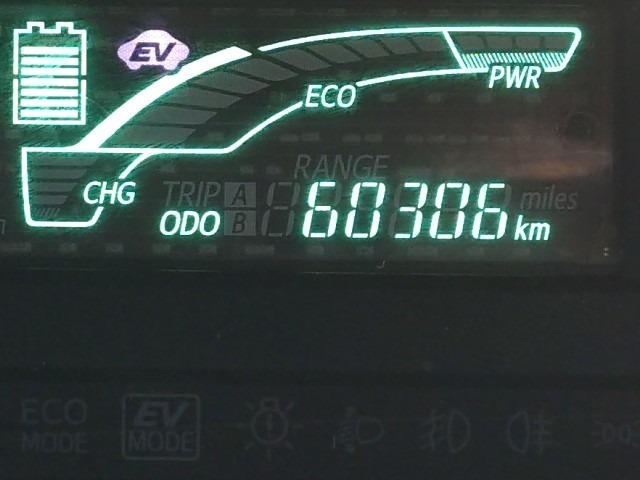 EV
PWR
ECO
RANGE
CHG
TRIP A miles
ODO B 60306 km
ECO MODE
EV MODE